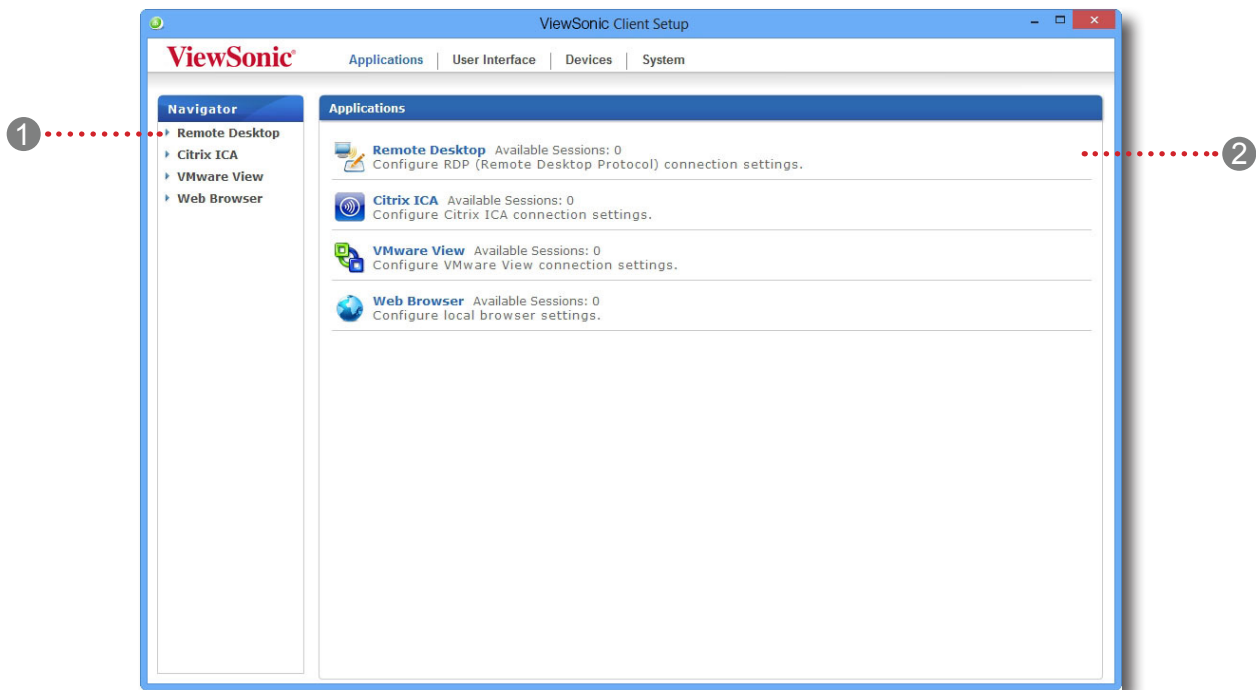 ViewSonic Client Setup
ViewSonic®
Applications | User Interface | Devices | System
Navigator
Remote Desktop
Citrix ICA
VMware View
Web Browser
Applications
Remote Desktop Available Sessions: 0
Configure RDP (Remote Desktop Protocol) connection settings.
Citrix ICA Available Sessions: 0
Configure Citrix ICA connection settings.
VMware View Available Sessions: 0
Configure VMware View connection settings.
Web Browser Available Sessions: 0
Configure local browser settings.
1
2